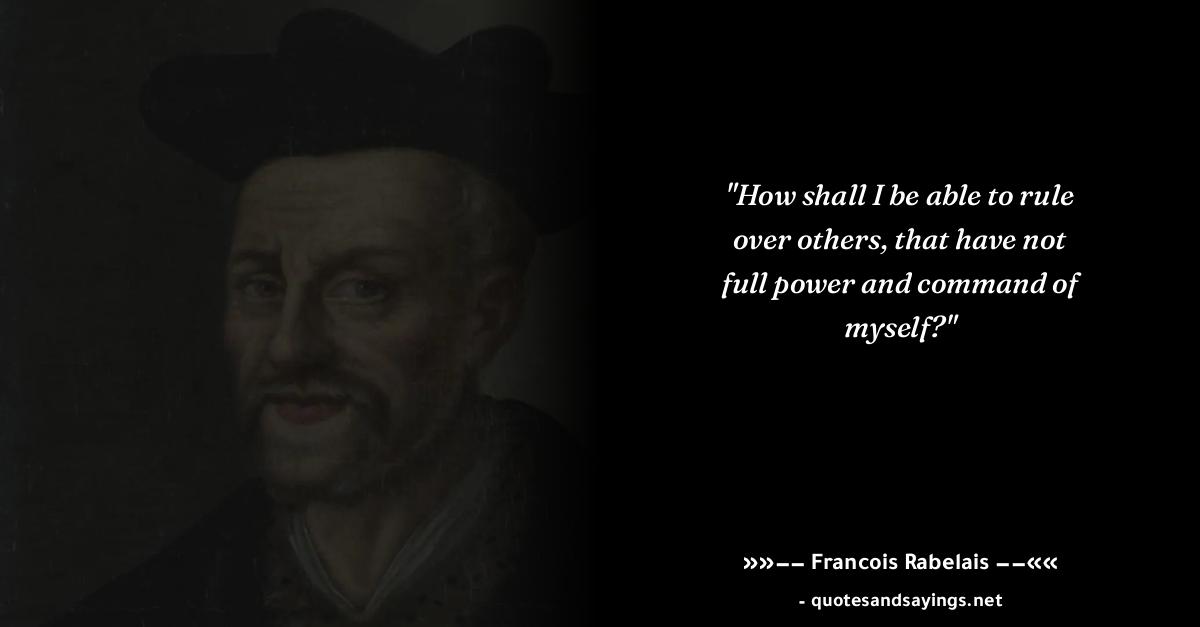 "How shall I be able to rule
over others, that have not
full power and command of
myself?"
»»−− Francois Rabelais −−««
- quotesandsayings.net